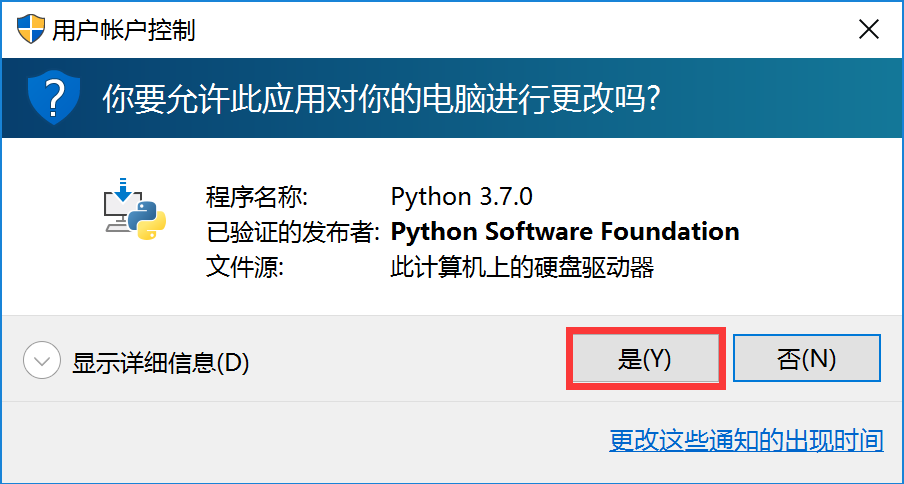 用户帐户控制
你要允许此应用对你的电脑进行更改吗?
程序名称: Python 3.7.0
已验证的发布者: Python Software Foundation
文件源: 此计算机上的硬盘驱动器
显示详细信息(D) 是(Y) 否(N)
更改这些通知的出现时间